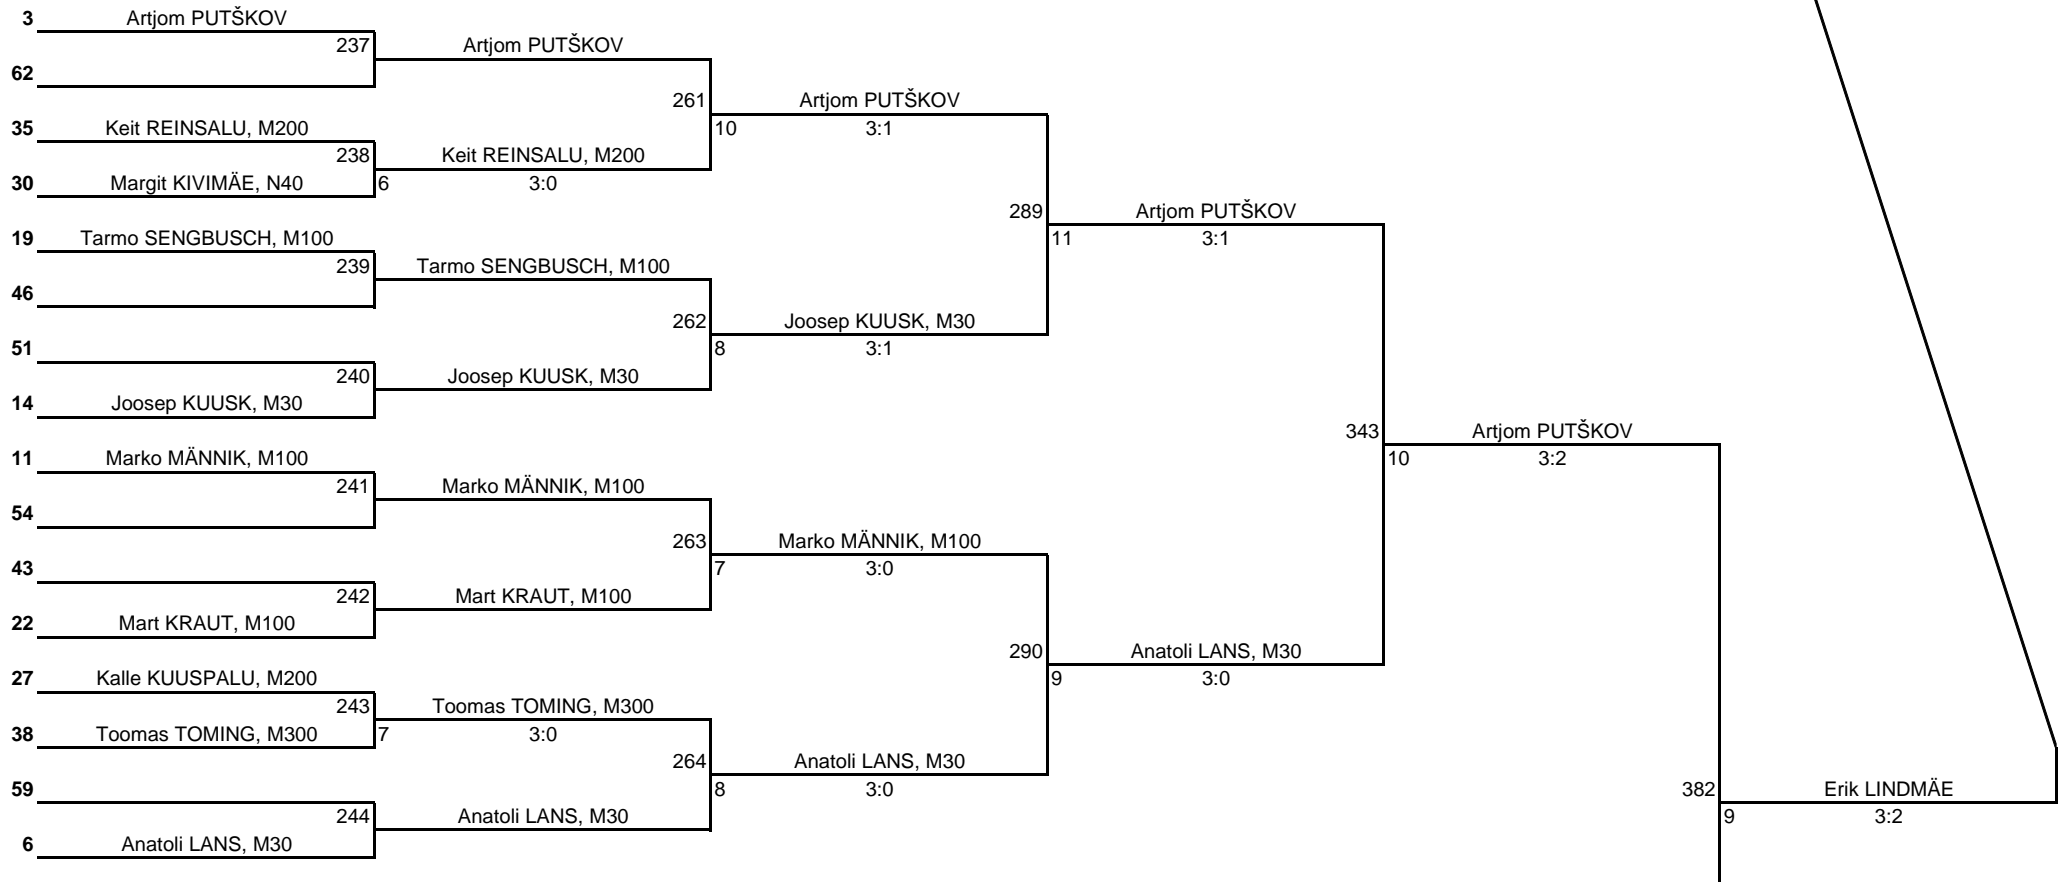 3 Artjom PUTŠKOV
237 Artjom PUTŠKOV
62
261 Artjom PUTŠKOV
35 Keit REINSALU, M200
10 3:1
238 Keit REINSALU, M200
30 Margit KIVIMÄE, N40
6 3:0
289 Artjom PUTŠKOV
19 Tarmo SENGBUSCH, M100
11 3:1
239 Tarmo SENGBUSCH, M100
46
262 Joosep KUUSK, M30
51
8 3:1
240 Joosep KUUSK, M30
14 Joosep KUUSK, M30
343 Artjom PUTŠKOV
11 Marko MÄNNIK, M100
10 3:2
241 Marko MÄNNIK, M100
54
263 Marko MÄNNIK, M100
43
7 3:0
242 Mart KRAUT, M100
22 Mart KRAUT, M100
290 Anatoli LANS, M30
27 Kalle KUUSPALU, M200
9 3:0
243 Toomas TOMING, M300
38 Toomas TOMING, M300
7 3:0
264 Anatoli LANS, M30
59
8 3:0
382 Erik LINDMÄE
244 Anatoli LANS, M30
9 3:2
6 Anatoli LANS, M30